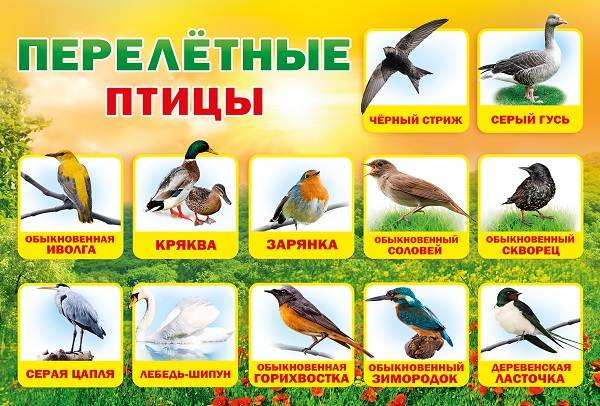 ПЕРЕЛЁТНЫЕ
ПТИЦЫ
ЧЁРНЫЙ СТРИЖ
СЕРЫЙ ГУСЬ
ОБЫКНОВЕННАЯ
ИВОЛГА
КРЯКВА
ЗАРЯНКА
ОБЫКНОВЕННЫЙ
СОЛОВЕЙ
ОБЫКНОВЕННЫЙ
СКВОРЕЦ
СЕРАЯ ЦАПЛЯ
ЛЕБЕДЬ-ШИПУН
ОБЫКНОВЕННАЯ
ГОРИХВОСТКА
ОБЫКНОВЕННЫЙ
ЗИМОРОДОК
ДЕРЕВЕНСКАЯ
ЛАСТОЧКА